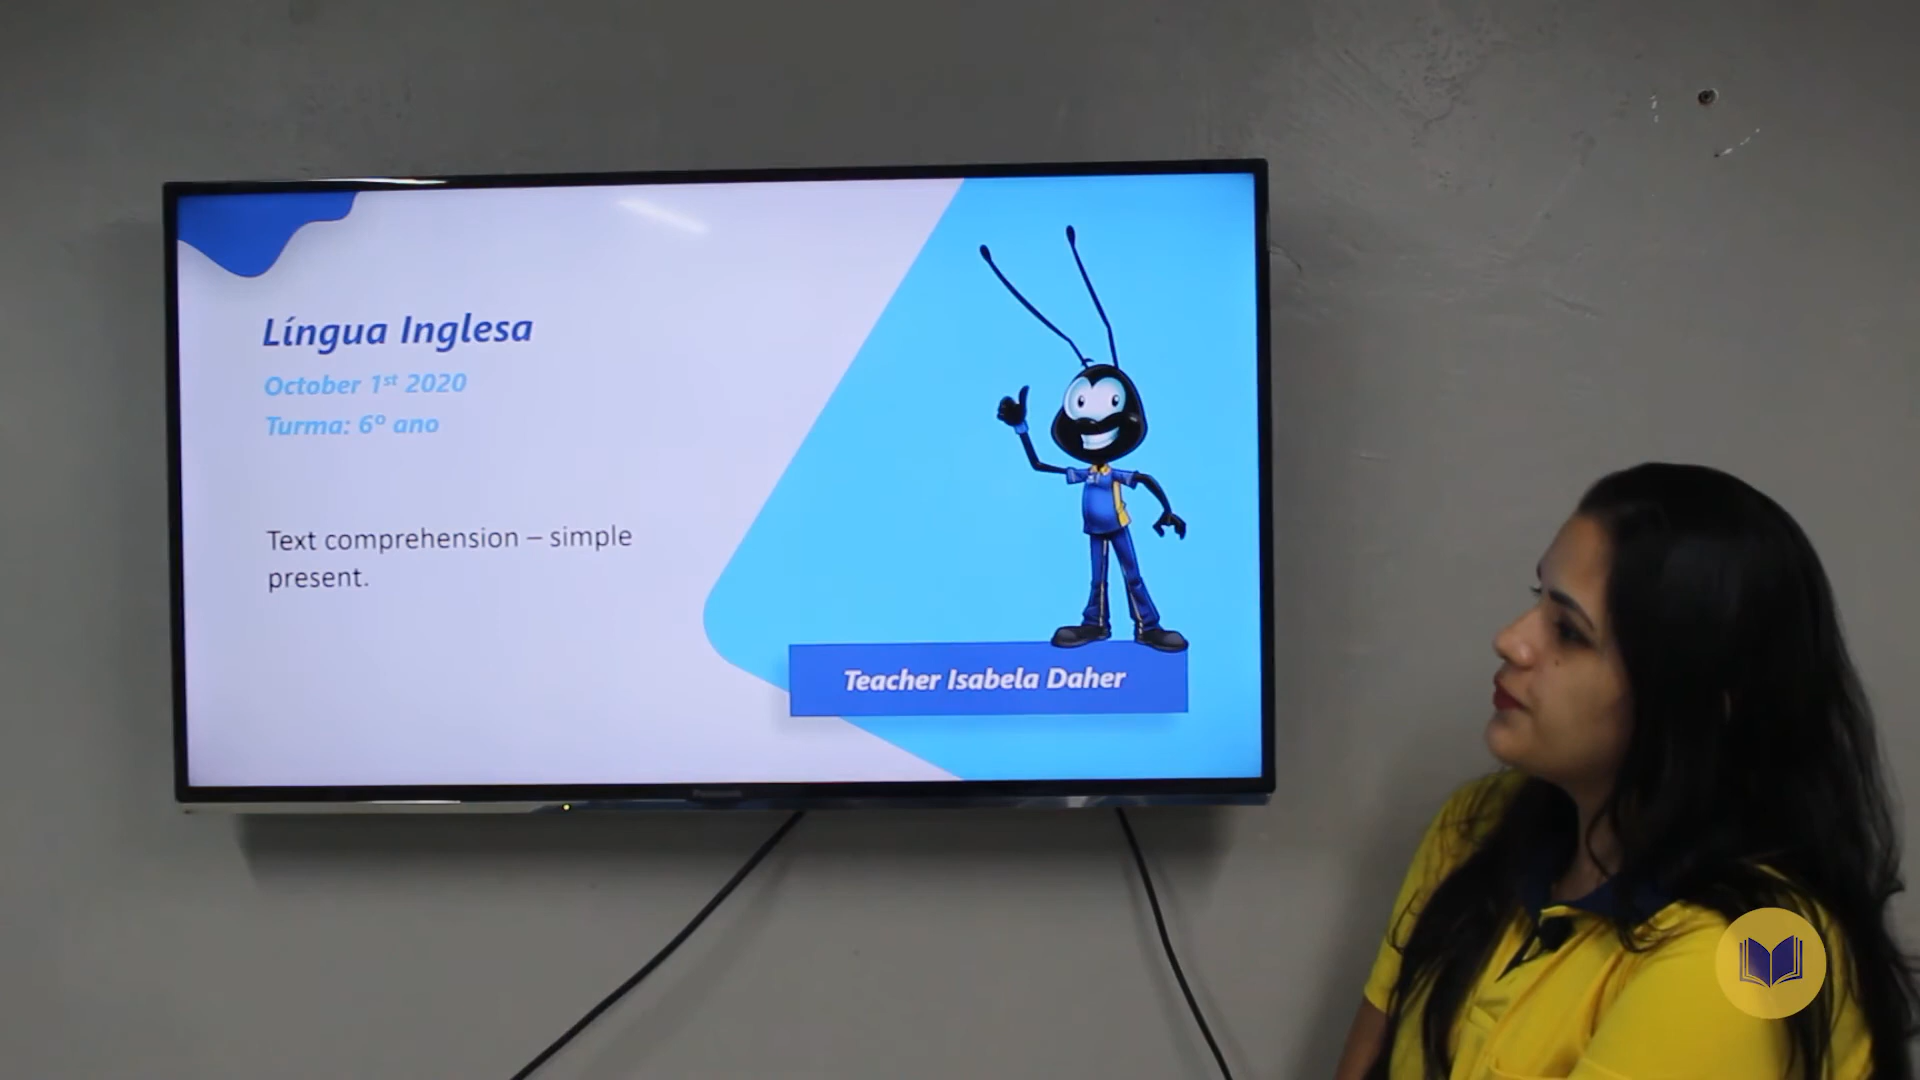 Língua Inglesa
October 1st 2020
Turma: 6º ano
Text comprehension – simple
present.
Teacher Isabela Daher